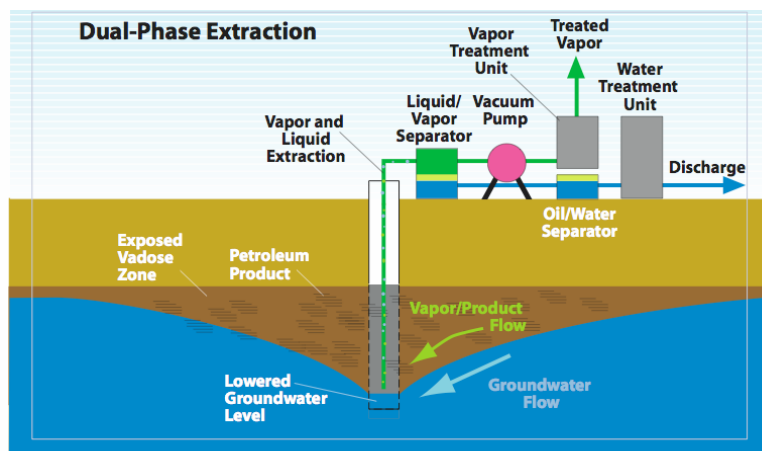 Dual-Phase Extraction
Treated
Vapor
Vapor
Treatment
Unit
Water
Treatment
Unit
Liquid/
Vapor
Separator
Vacuum
Pump
Vapor and
Liquid
Extraction
Discharge
Oil/Water
Separator
Exposed
Vadose
Zone
Petroleum
Product
Vapor/Product
Flow
Lowered
Groundwater
Level
Groundwater
Flow